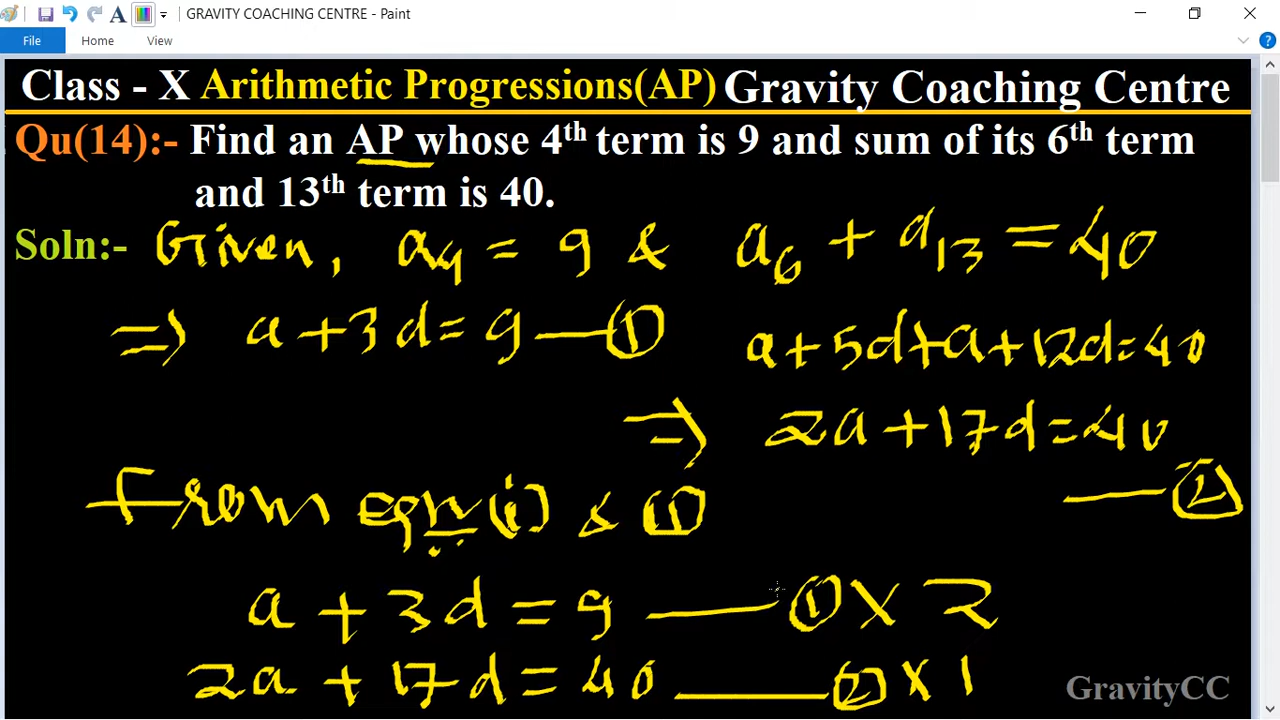 GRAVITY COACHING CENTRE - Paint
File Home View
Class - X Arithmetic Progressions(AP) Gravity Coaching Centre
Qu(14):- Find an AP whose 4th term is 9 and sum of its 6th term
and 13th term is 40.
Soln:- Given, a4 = 9 & a6 + a13 = 40
=> a + 3d = 9 — (1)
a + 5d + a + 12d = 40
=> 2a + 17d = 40
— (2)
From eqn (i) & (ii)
a + 3d = 9 — (1) × 2
2a + 17d = 40 — (2) × 1
GravityCC